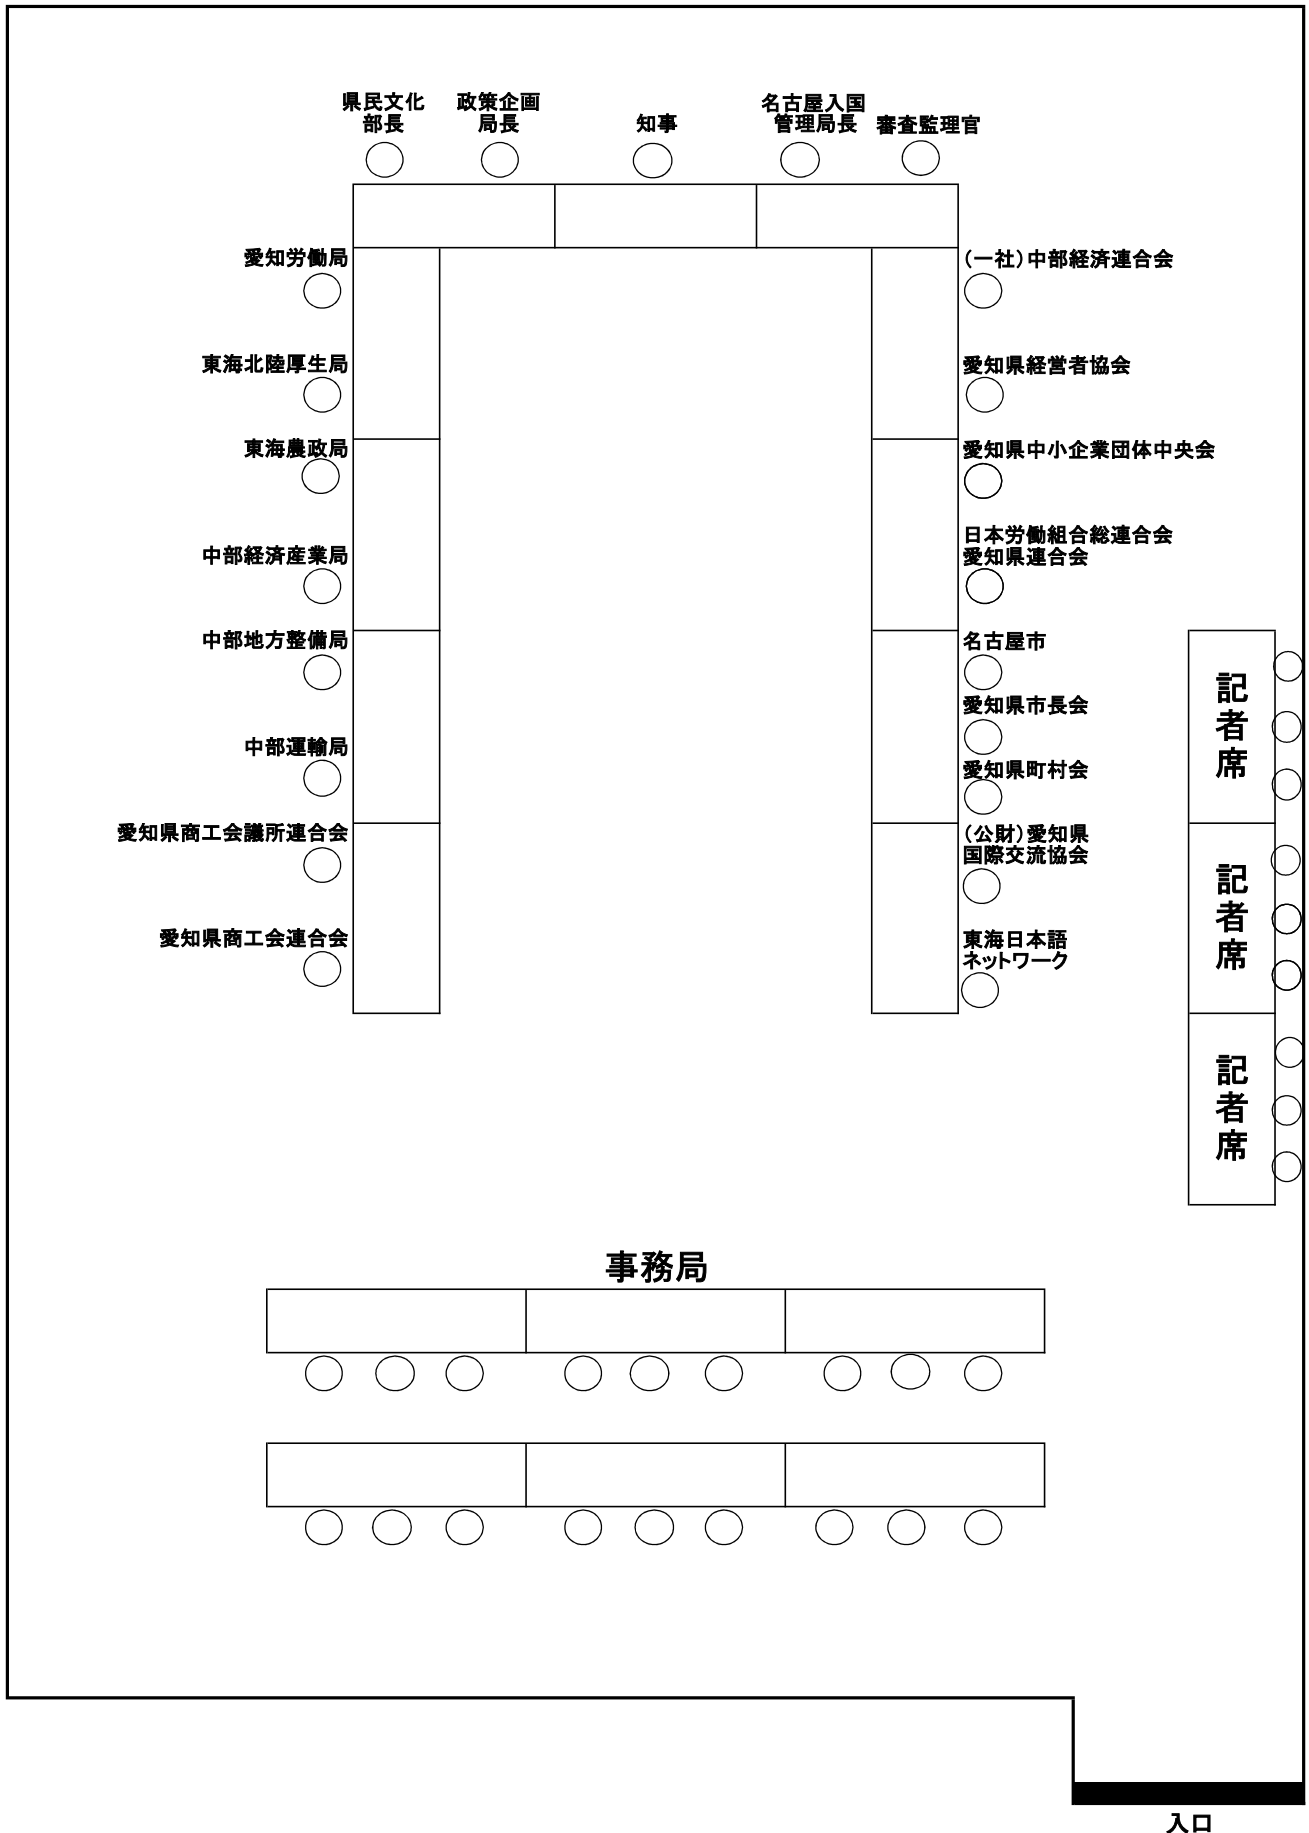 県民文化
部長
政策企画
局長
知事
名古屋入国
管理局長
審査監理官
愛知労働局
東海北陸厚生局
東海農政局
中部経済産業局
中部地方整備局
中部運輸局
愛知県商工会議所連合会
愛知県商工会連合会
（一社）中部経済連合会
愛知県経営者協会
愛知県中小企業団体中央会
日本労働組合総連合会
愛知県連合会
名古屋市
愛知県市長会
愛知県町村会
（公財）愛知県
国際交流協会
東海日本語
ネットワーク
記者席
記者席
記者席
事務局
入口